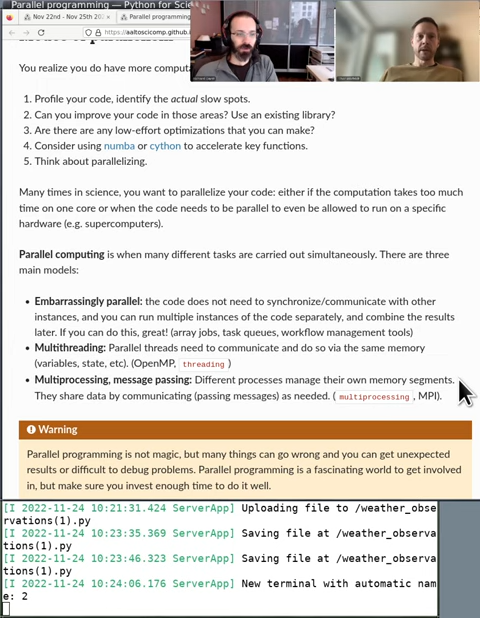 Parallel programming — Python for Scie
Nov 22nd - Nov 25th 202
Parallel programming
https://aaltoscicomp.github.i
You realize you do have more computa
1. Profile your code, identify the actual slow spots.
2. Can you improve your code in those areas? Use an existing library?
3. Are there are any low-effort optimizations that you can make?
4. Consider using numba or cython to accelerate key functions.
5. Think about parallelizing.
Many times in science, you want to parallelize your code: either if the computation takes too much
time on one core or when the code needs to be parallel to even be allowed to run on a specific
hardware (e.g. supercomputers).
Parallel computing is when many different tasks are carried out simultaneously. There are three
main models:
• Embarrassingly parallel: the code does not need to synchronize/communicate with other
instances, and you can run multiple instances of the code separately, and combine the results
later. If you can do this, great! (array jobs, task queues, workflow management tools)
• Multithreading: Parallel threads need to communicate and do so via the same memory
(variables, state, etc). (OpenMP, threading )
• Multiprocessing, message passing: Different processes manage their own memory segments.
They share data by communicating (passing messages) as needed. ( multiprocessing , MPI).
Warning
Parallel programming is not magic, but many things can go wrong and you can get unexpected
results or difficult to debug problems. Parallel programming is a fascinating world to get involved
in, but make sure you invest enough time to do it well.
[I 2022-11-24 10:21:31.424 ServerApp] Uploading file to /weather_obse
rvations(1).py
[I 2022-11-24 10:23:35.369 ServerApp] Saving file at /weather_observa
tions(1).py
[I 2022-11-24 10:23:46.323 ServerApp] Saving file at /weather_observa
tions(1).py
[I 2022-11-24 10:24:06.176 ServerApp] New terminal with automatic nam
e: 2